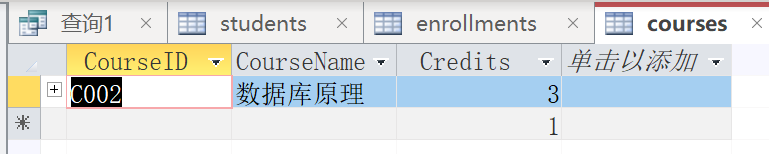 查询1 students enrollments courses
CourseID CourseName Credits 单击以添加
C002 数据库原理 3
1